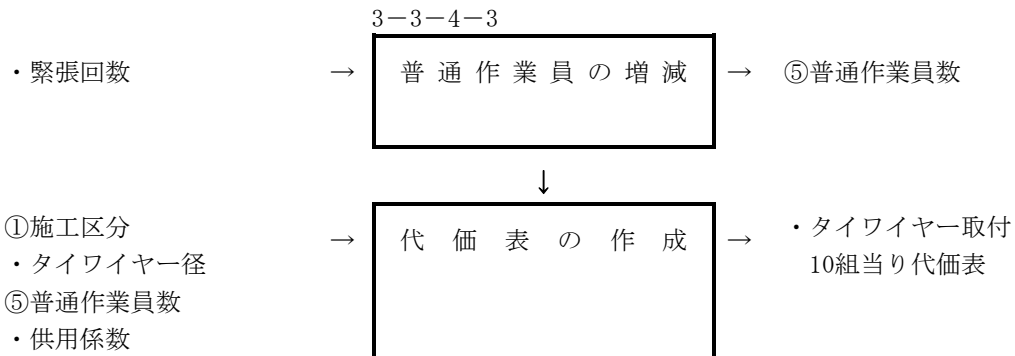 3－3－4－3
・緊張回数 → 普通作業員の増減 → ⑤普通作業員数
↓
①施工区分
・タイワイヤー径
⑤普通作業員数
・供用係数
→ 代価表の作成 →
・タイワイヤー取付
10組当り代価表